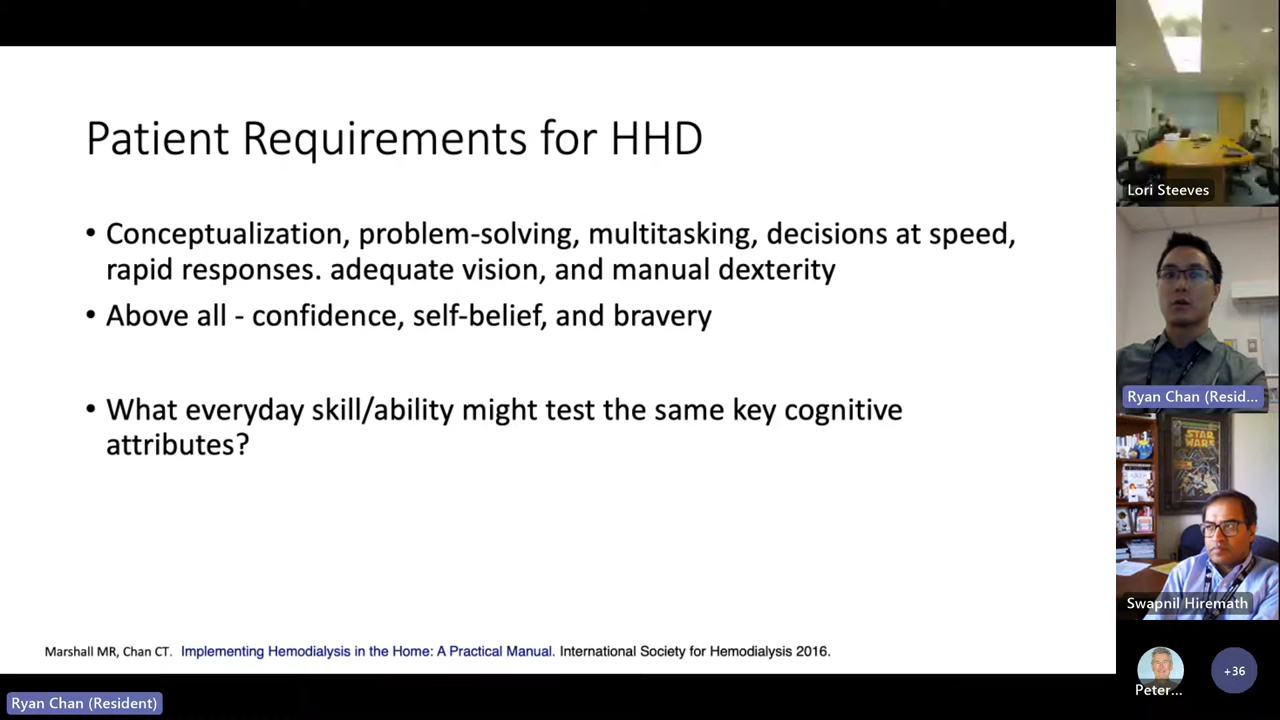 Patient Requirements for HHD
• Conceptualization, problem-solving, multitasking, decisions at speed,
rapid responses. adequate vision, and manual dexterity
• Above all - confidence, self-belief, and bravery
• What everyday skill/ability might test the same key cognitive
attributes?
Marshall MR, Chan CT. Implementing Hemodialysis in the Home: A Practical Manual. International Society for Hemodialysis 2016.
Ryan Chan (Resident)
Lori Steeves
Ryan Chan (Resid...
STAR
WARS
Swapnil Hiremath
Peter...
+36